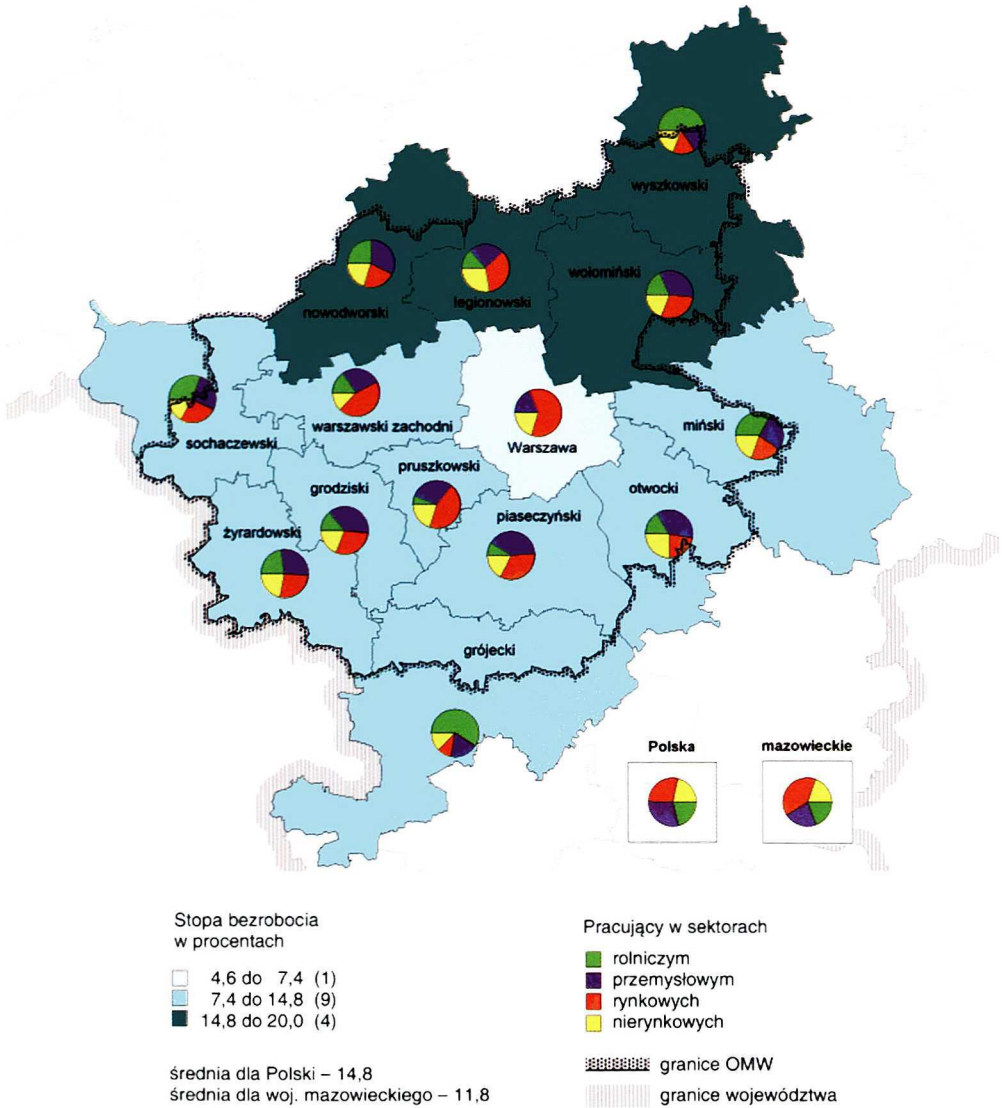 wyszkowski
wołomiński
nowodworski
legionowski
sochaczewski
warszawski zachodni
Warszawa
miński
pruszkowski
grodziski
otwocki
piaseczyński
żyrardowski
grójecki
Polska
mazowieckie
Stopa bezrobocia
w procentach
4,6 do 7,4 (1)
7,4 do 14,8 (9)
14,8 do 20,0 (4)
średnia dla Polski – 14,8
średnia dla woj. mazowieckiego – 11,8
Pracujący w sektorach
rolniczym
przemysłowym
rynkowych
nierynkowych
granice OMW
granice województwa